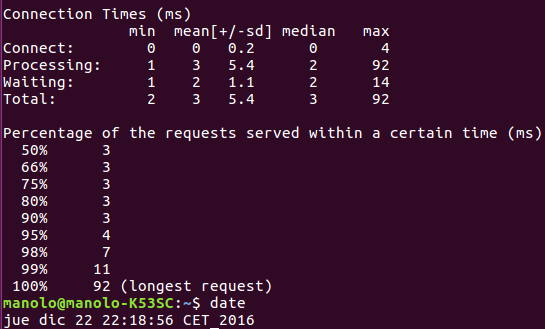 Connection Times (ms)
              min  mean[+/-sd] median   max
Connect:        0    0   0.2      0       4
Processing:     1    3   5.4      2      92
Waiting:        1    2   1.1      2      14
Total:          2    3   5.4      3      92

Percentage of the requests served within a certain time (ms)
  50%      3
  66%      3
  75%      3
  80%      3
  90%      3
  95%      4
  98%      7
  99%     11
 100%     92 (longest request)
manolo@manolo-K53SC:~$ date
jue dic 22 22:18:56 CET 2016